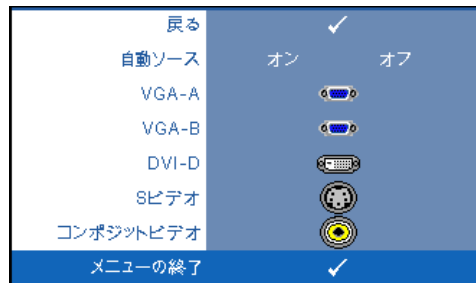 戻る
自動ソース オン オフ
VGA-A
VGA-B
DVI-D
Sビデオ
コンポジットビデオ
メニューの終了